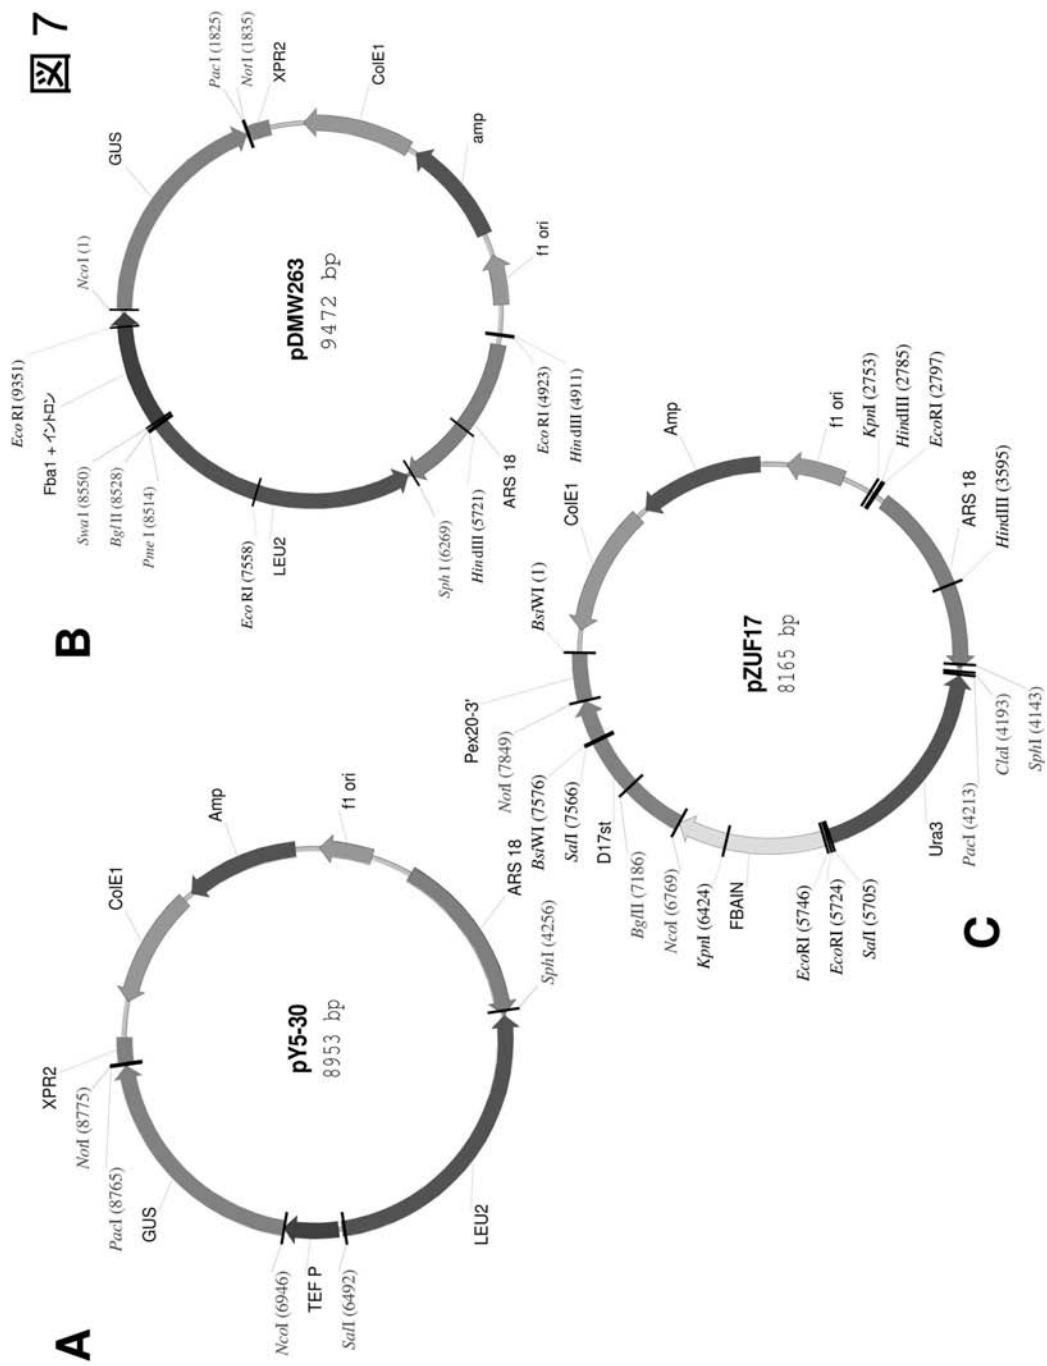 図 7
A
pY5-30
8953 bp
XPR2
NotI (8775)
PacI (8765)
GUS
NcoI (6946)
TEF P
SalI (6492)
LEU2
SphI (4256)
ARS 18
f1 ori
Amp
ColE1
B
pDMW263
9472 bp
EcoRI (9351)
Fba1 + イントロン
SwaI (8550)
BglII (8528)
PmeI (8514)
EcoRI (7558)
LEU2
SphI (6269)
HindIII (5721)
ARS 18
HindIII (4911)
EcoRI (4923)
f1 ori
amp
ColE1
XPR2
NotI (1835)
PacI (1825)
GUS
NcoI (1)
C
pZUF17
8165 bp
BsiWI (1)
Pex20-3'
NotI (7849)
BsiWI (7576)
SalI (7566)
D17st
BglII (7186)
NcoI (6769)
KpnI (6424)
FBAIN
EcoRI (5746)
EcoRI (5724)
SalI (5705)
Ura3
PacI (4213)
ClaI (4193)
SphI (4143)
HindIII (3595)
ARS 18
EcoRI (2797)
HindIII (2785)
KpnI (2753)
f1 ori
Amp
ColE1